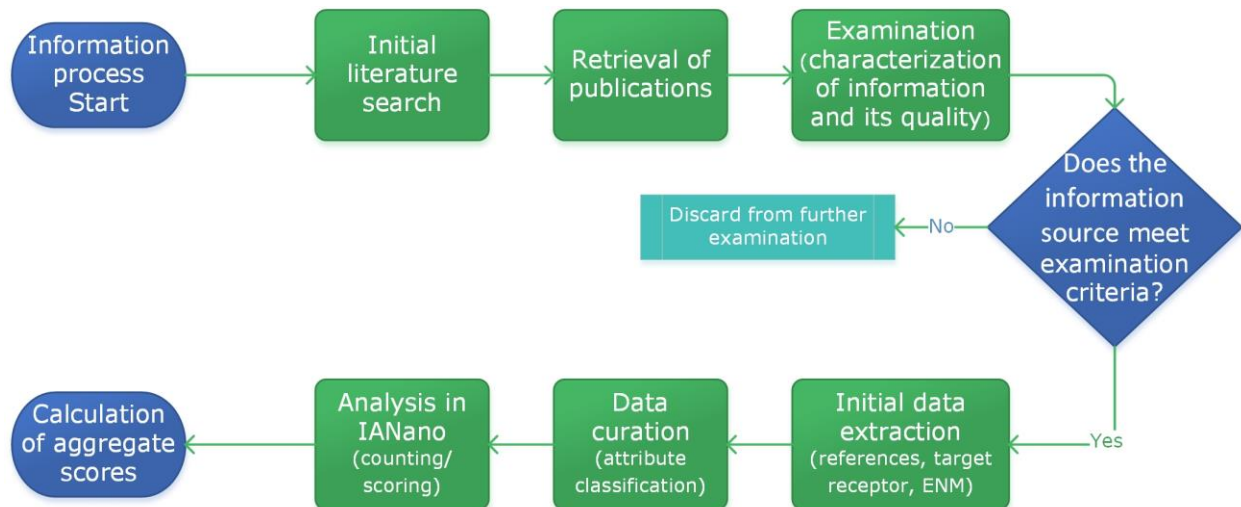 Information
process
Start
Initial
literature
search
Retrieval of
publications
Examination
(characterization
of information
and its quality)
Does the
information
source meet
examination
criteria?
No
Discard from further
examination
Yes
Initial data
extraction
(references, target
receptor, ENM)
Data
curation
(attribute
classification)
Analysis in
IANano
(counting/
scoring)
Calculation
of aggregate
scores